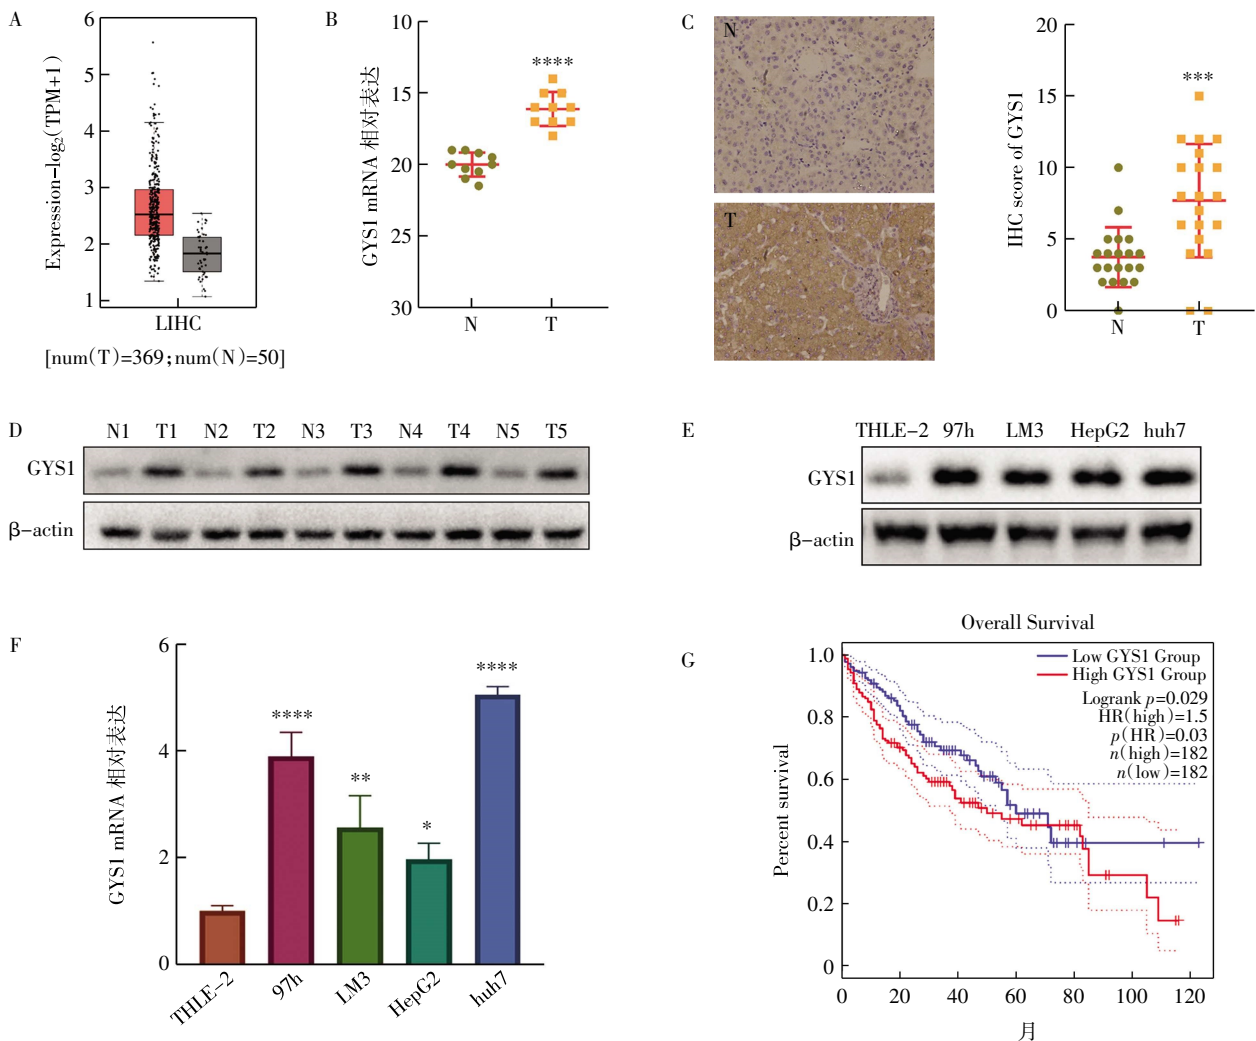 A
6
5
4
3
2
1
Expression-log2(TPM+1)
LIHC
[num(T)=369;num(N)=50]
B
10
15
20
25
30
GYS1 mRNA 相对表达
****
N
T
C
N
T
20
15
10
5
0
IHC score of GYS1
***
N
T
D
N1 T1 N2 T2 N3 T3 N4 T4 N5 T5
GYS1
β-actin
E
THLE-2 97h LM3 HepG2 huh7
GYS1
β-actin
F
6
4
2
0
GYS1 mRNA 相对表达
****
**
*
****
THLE-2 97h LM3 HepG2 huh7
G
Overall Survival
Low GYS1 Group
High GYS1 Group
Logrank p=0.029
HR(high)=1.5
p(HR)=0.03
n(high)=182
n(low)=182
1.0
0.8
0.6
0.4
0.2
0
Percent survival
0 20 40 60 80 100 120
月